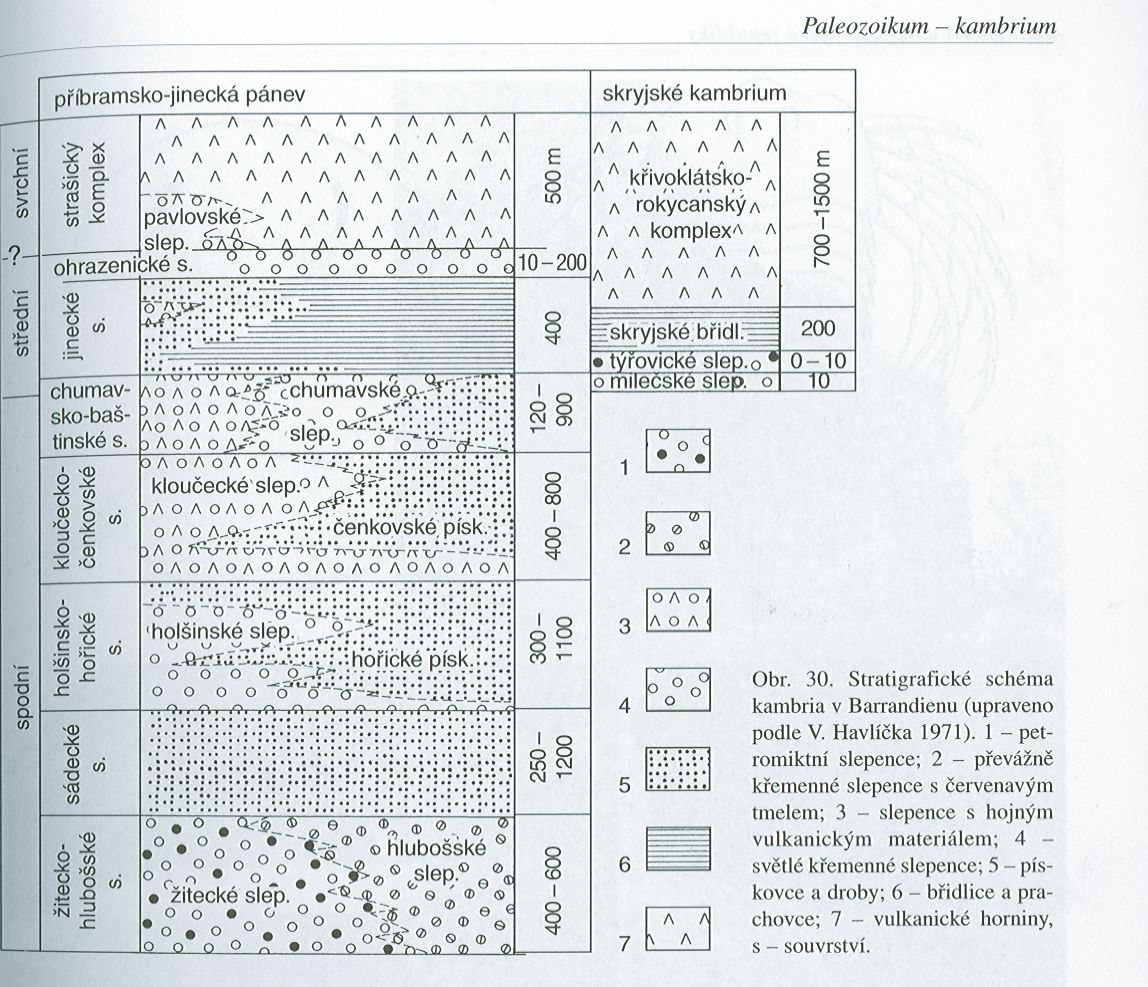 Paleozoikum – kambrium
příbramsko-jinecká pánev
skryjské kambrium
svrchní
?
střední
spodní
strašický
komplex
pavlovské
slep.
500 m
ohrazenické s.
10 – 200
jinecké
s.
400
chumav-
sko-baš-
tinské s.
chumavské
slep.
120 –
900
kloučecko-
čenkovské
s.
kloučecké slep.
čenkovské písk.
400 – 800
holšinsko-
hořické
s.
holšinské slep.
hořické písk.
300 –
1100
sádecké
s.
250 –
1200
žitecko-
hlubošské
s.
žitecké slep.
hlubošské
slep.
400 – 600
křivoklátsko-
rokycanský
komplex
700 –1500 m
skryjské břidl.
200
týřovické slep.
0 – 10
milečské slep.
10
1
2
3
4
5
6
7
Obr. 30. Stratigrafické schéma
kambria v Barrandienu (upraveno
podle V. Havlíčka 1971). 1 – pet-
romiktní slepence; 2 – převážně
křemenné slepence s červenavým
tmelem; 3 – slepence s hojným
vulkanickým materiálem; 4 –
světlé křemenné slepence; 5 – pís-
kovce a droby; 6 – břidlice a pra-
chovce; 7 – vulkanické horniny,
s – souvrství.